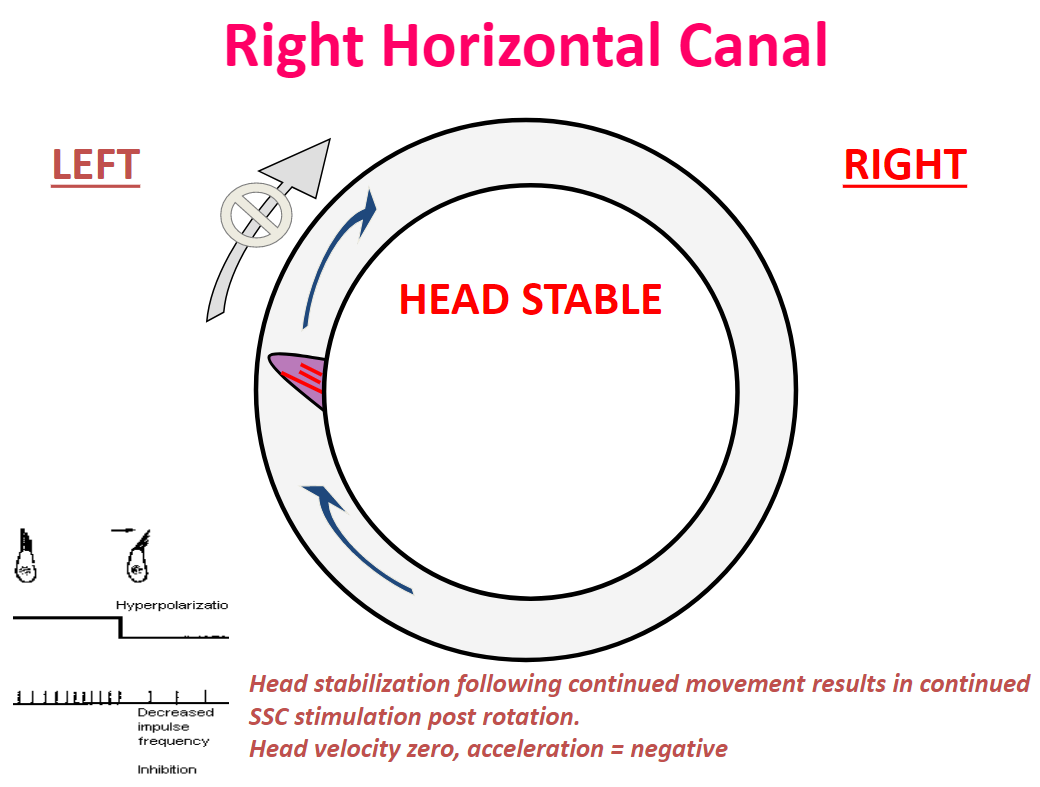 Right Horizontal Canal
LEFT
RIGHT
HEAD STABLE
Hyperpolarizatio
Head stabilization following continued movement results in continued
SSC stimulation post rotation.
Head velocity zero, acceleration = negative
Decreased
impulse
frequency
Inhibition